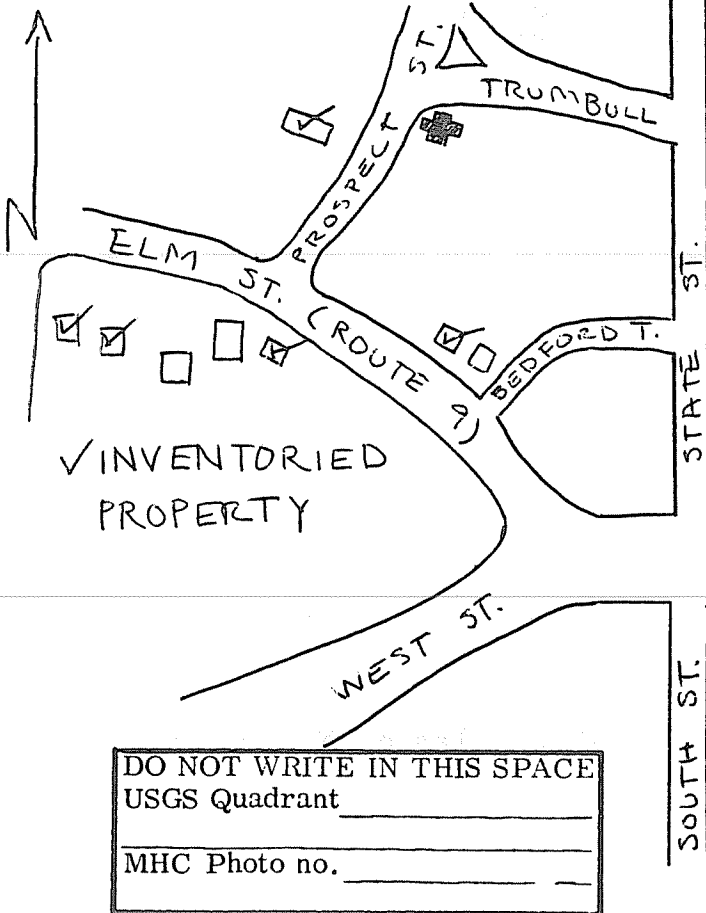 N
PROSPECT ST.
TRUMBULL
ELM ST. (ROUTE 9)
BEDFORD T.
STATE ST.
✓ INVENTORIED
PROPERTY
WEST ST.
SOUTH ST.
DO NOT WRITE IN THIS SPACE
USGS Quadrant
MHC Photo no.